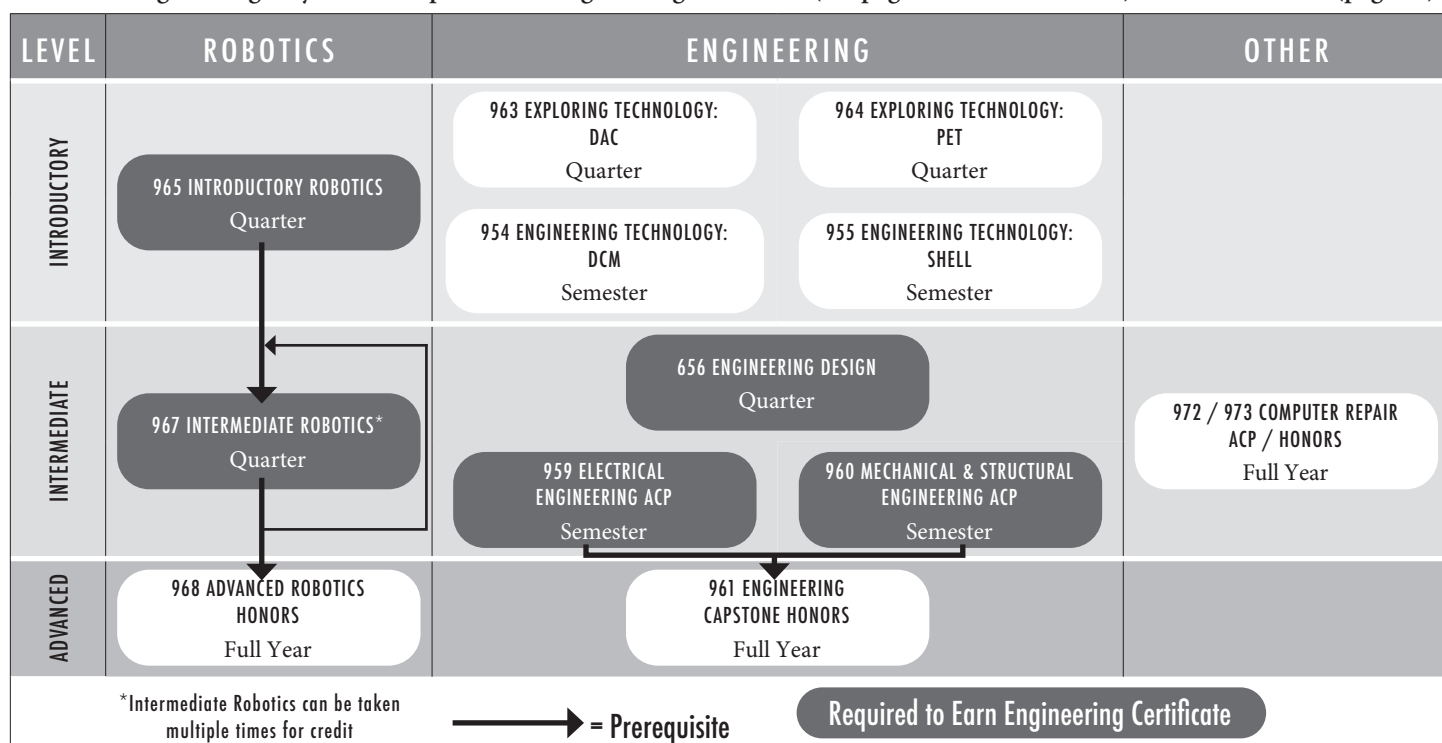 LEVEL
ROBOTICS
ENGINEERING
OTHER
INTRODUCTORY
965 INTRODUCTORY ROBOTICS
Quarter
963 EXPLORING TECHNOLOGY:
DAC
Quarter
964 EXPLORING TECHNOLOGY:
PET
Quarter
954 ENGINEERING TECHNOLOGY:
DCM
Semester
955 ENGINEERING TECHNOLOGY:
SHELL
Semester
INTERMEDIATE
967 INTERMEDIATE ROBOTICS*
Quarter
656 ENGINEERING DESIGN
Quarter
959 ELECTRICAL
ENGINEERING ACP
Semester
960 MECHANICAL & STRUCTURAL
ENGINEERING ACP
Semester
972 / 973 COMPUTER REPAIR
ACP / HONORS
Full Year
ADVANCED
968 ADVANCED ROBOTICS
HONORS
Full Year
961 ENGINEERING
CAPSTONE HONORS
Full Year
*Intermediate Robotics can be taken
multiple times for credit
= Prerequisite
Required to Earn Engineering Certificate